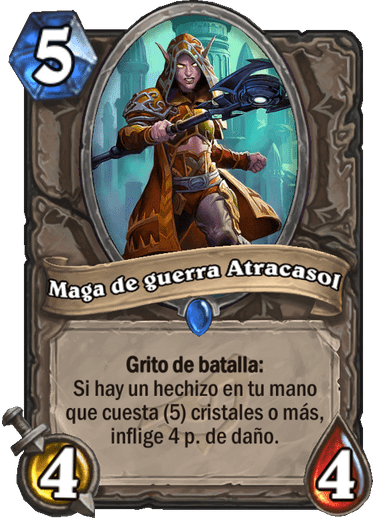 5
Maga de guerra Atracasol
Grito de batalla:
Si hay un hechizo en tu mano
que cuesta (5) cristales o más,
inflige 4 p. de daño.
4
4